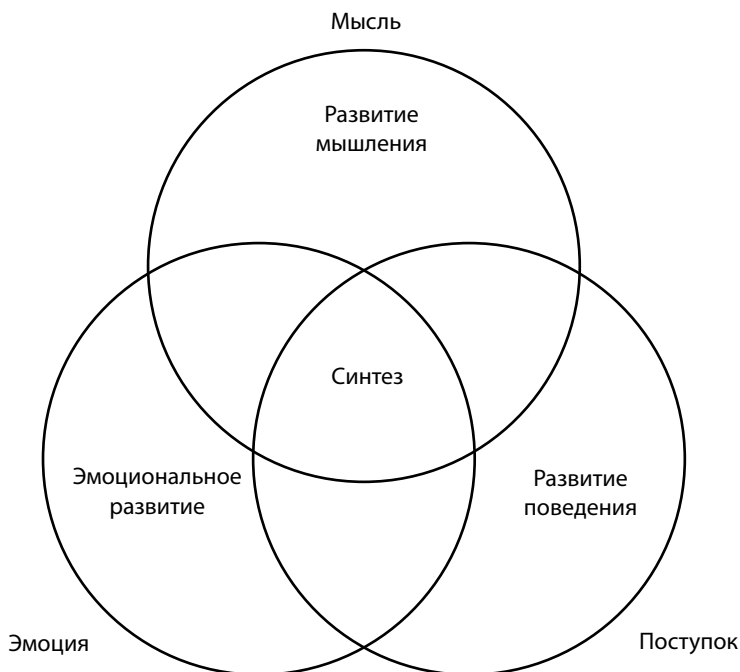 Мысль
Развитие
мышления
Синтез
Эмоциональное
развитие
Развитие
поведения
Эмоция
Поступок